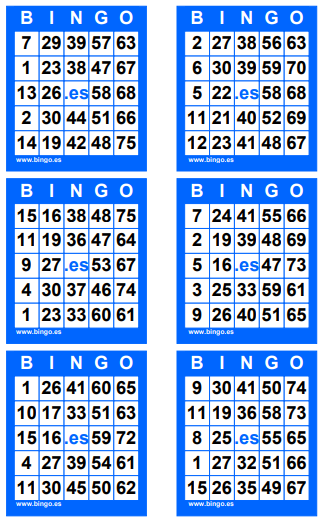 B I N G O
7 29 39 57 63
1 23 38 47 67
13 26 .es 58 68
2 30 44 51 66
14 19 42 48 75
www.bingo.es
B I N G O
2 27 38 56 63
6 30 39 59 70
5 22 .es 58 68
11 21 40 52 69
12 23 41 48 67
www.bingo.es
B I N G O
15 16 38 48 75
11 19 36 47 64
9 27 .es 53 67
4 30 37 46 74
1 23 33 60 61
www.bingo.es
B I N G O
7 24 41 55 66
2 19 39 48 69
5 16 .es 47 73
3 25 33 59 61
9 26 40 51 65
www.bingo.es
B I N G O
1 26 41 60 65
10 17 33 51 63
15 16 .es 59 72
4 27 39 54 61
11 30 45 50 62
www.bingo.es
B I N G O
9 30 41 50 74
11 19 36 58 73
8 25 .es 55 65
1 27 32 51 66
15 26 35 49 67
www.bingo.es